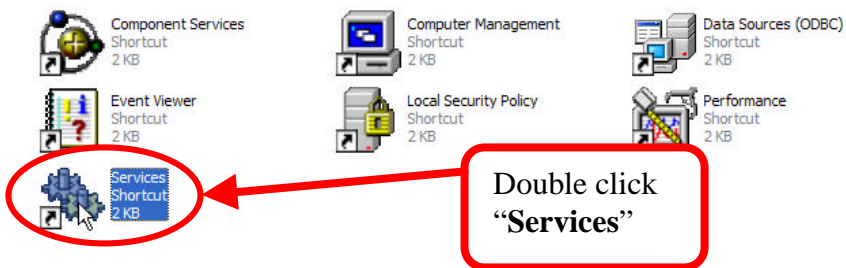 Component Services
Shortcut
2 KB
Computer Management
Shortcut
2 KB
Data Sources (ODBC)
Shortcut
2 KB
Event Viewer
Shortcut
2 KB
Local Security Policy
Shortcut
2 KB
Performance
Shortcut
2 KB
Services
Shortcut
2 KB
Double click
“Services”